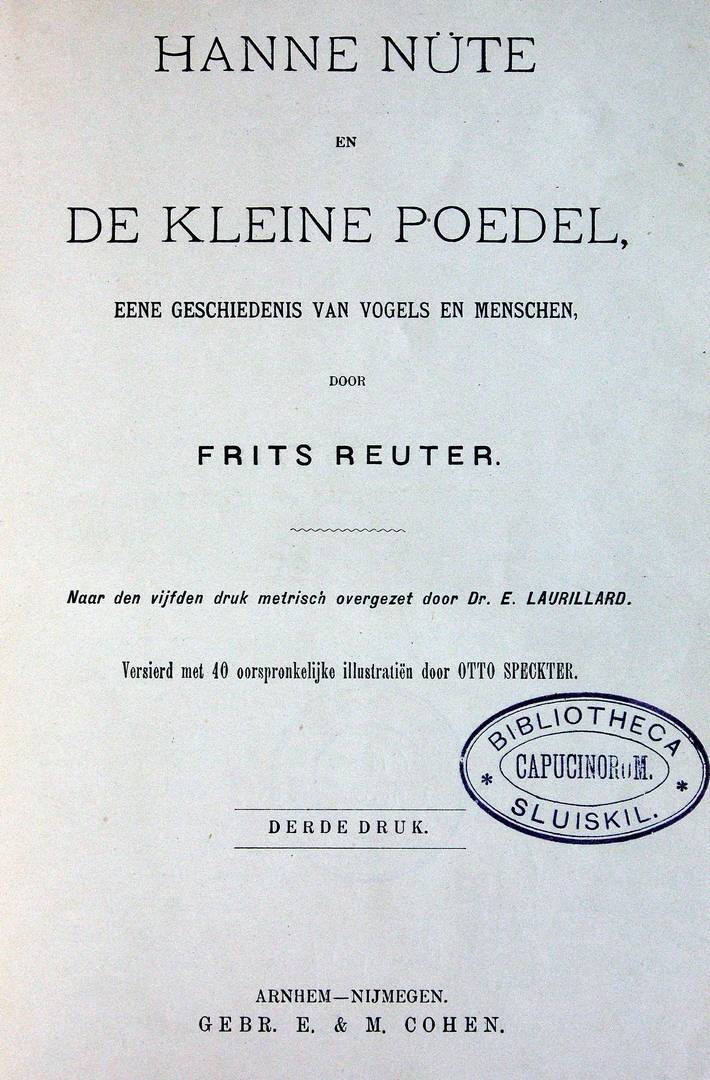 HANNE NÜTE
EN
DE KLEINE POEDEL,
EENE GESCHIEDENIS VAN VOGELS EN MENSCHEN,
DOOR
FRITS REUTER.
Naar den vijfden druk metrisch overgezet door Dr. E. LAURILLARD.
Versierd met 40 oorspronkelijke illustratiën door OTTO SPECKTER.
BIBLIOTHECA
CAPUCINORUM.
* SLUISKIL. *
DERDE DRUK.
ARNHEM—NIJMEGEN.
GEBR. E. & M. COHEN.